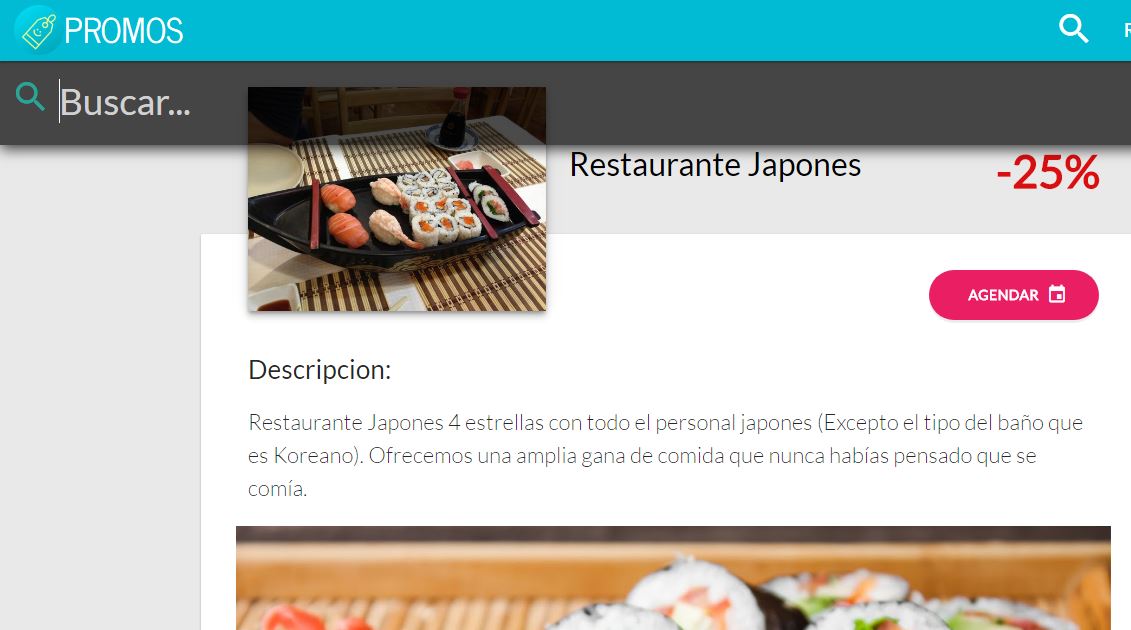 PROMOS
Buscar...
Restaurante Japones
-25%
AGENDAR
Descripcion:
Restaurante Japones 4 estrellas con todo el personal japones (Excepto el tipo del baño que
es Koreano). Ofrecemos una amplia gana de comida que nunca habías pensado que se
comía.